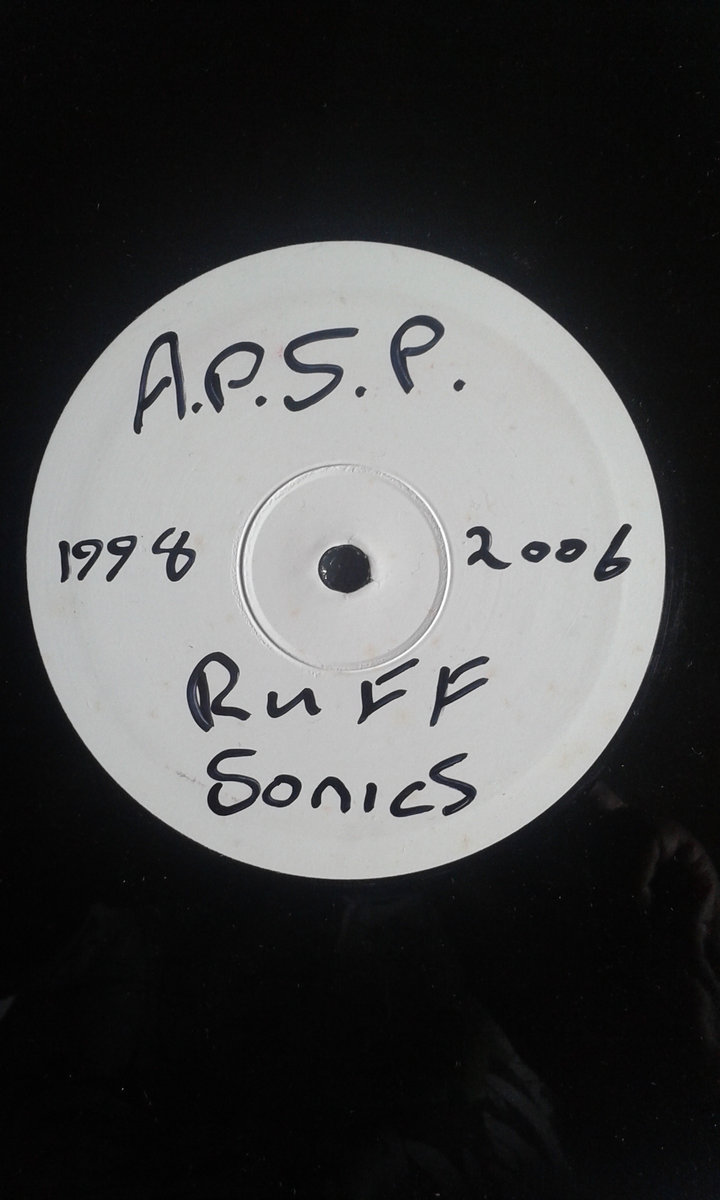 A.P.S.P.
1998 2006
RuFF
SonicS